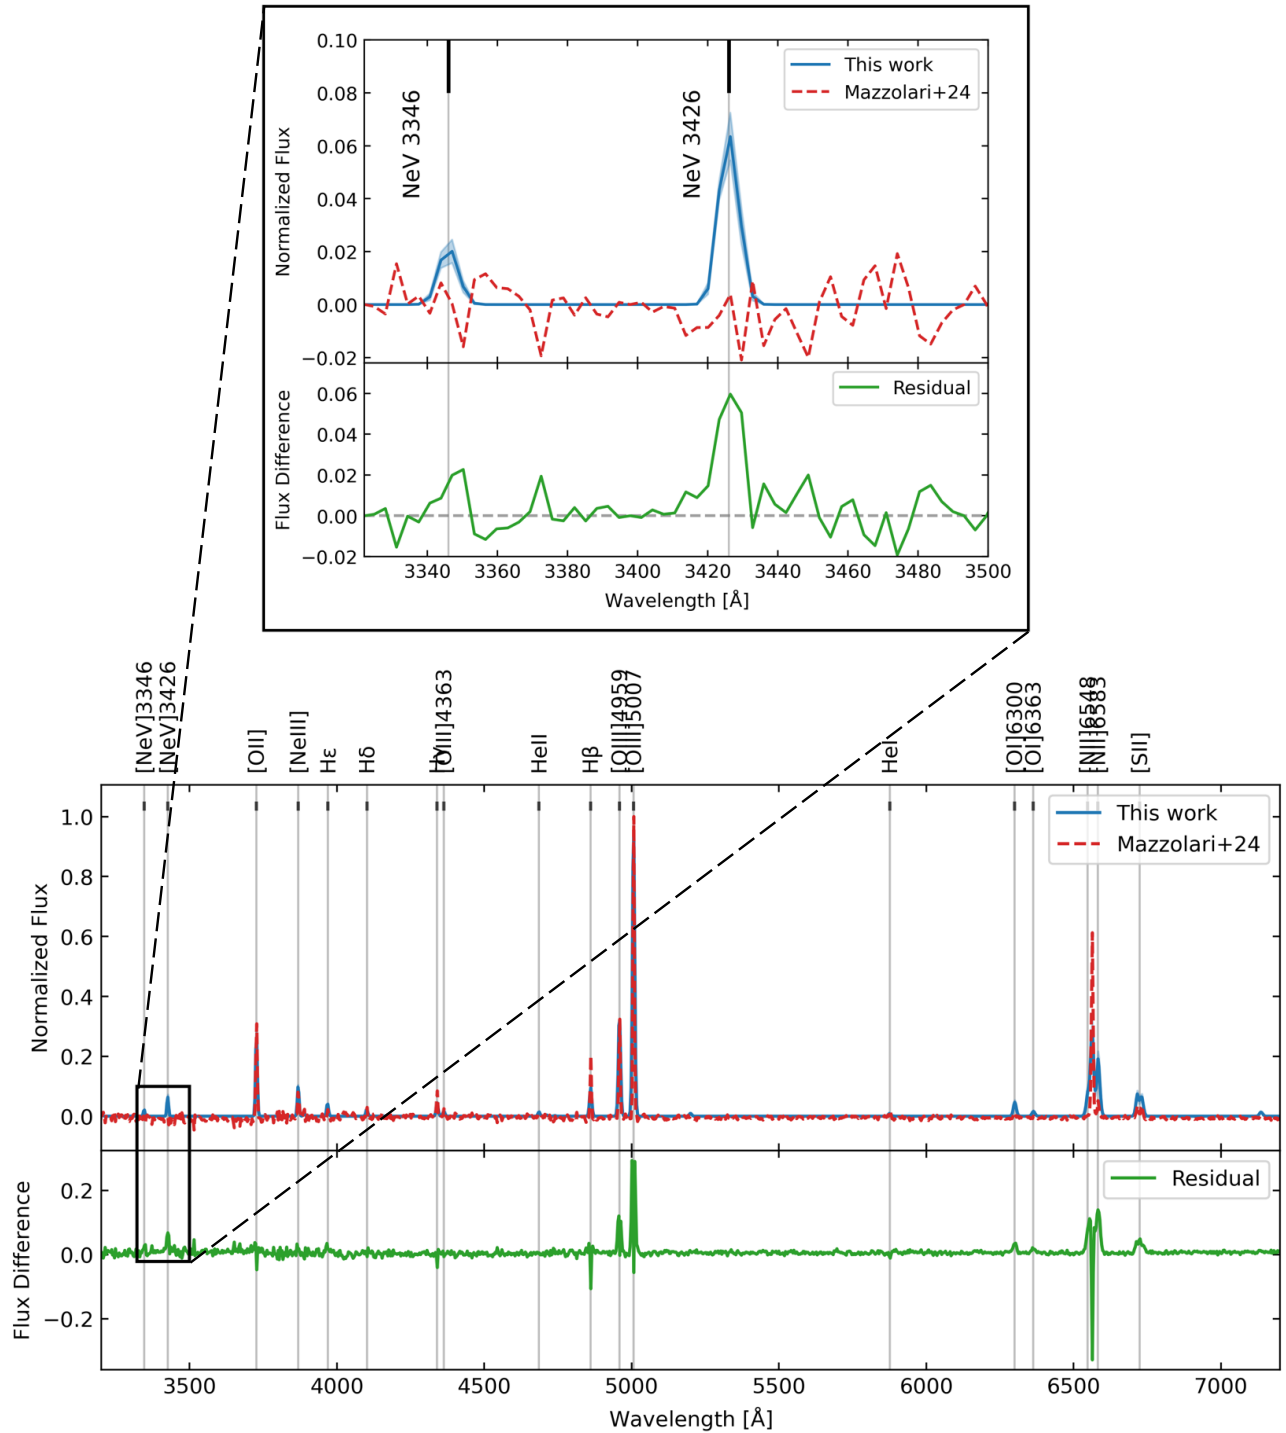 0.10
0.08
0.06
0.04
0.02
0.00
−0.02
Normalized Flux
NeV 3346
NeV 3426
This work
Mazzolari+24
0.06
0.04
0.02
0.00
−0.02
Flux Difference
Residual
3340 3360 3380 3400 3420 3440 3460 3480 3500
Wavelength [Å]
[NeV]3346
[NeV]3426
[OII]
[NeIII]
Hε
Hδ
[OIII]4363
HeII
Hβ
[OIII]4959
[OIII]5007
HeI
[OI]6300
[OI]6363
[NII]6548
[NII]6583
[SII]
1.0
0.8
0.6
0.4
0.2
0.0
Normalized Flux
This work
Mazzolari+24
0.2
0.0
−0.2
Flux Difference
Residual
3500 4000 4500 5000 5500 6000 6500 7000
Wavelength [Å]